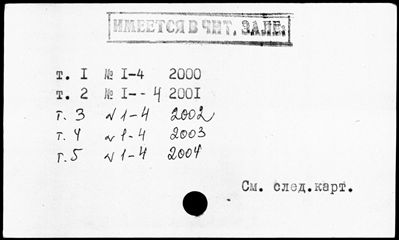 ИМЕЕТСЯ В ЧИТ. ЗАЛЕ:
т. I № I-4 2000
т. 2 № I-- 4 200I
т. 3 № 1-4 2002
т. 4 № 1-4 2003
т. 5 № 1-4 2004
См. след.карт.